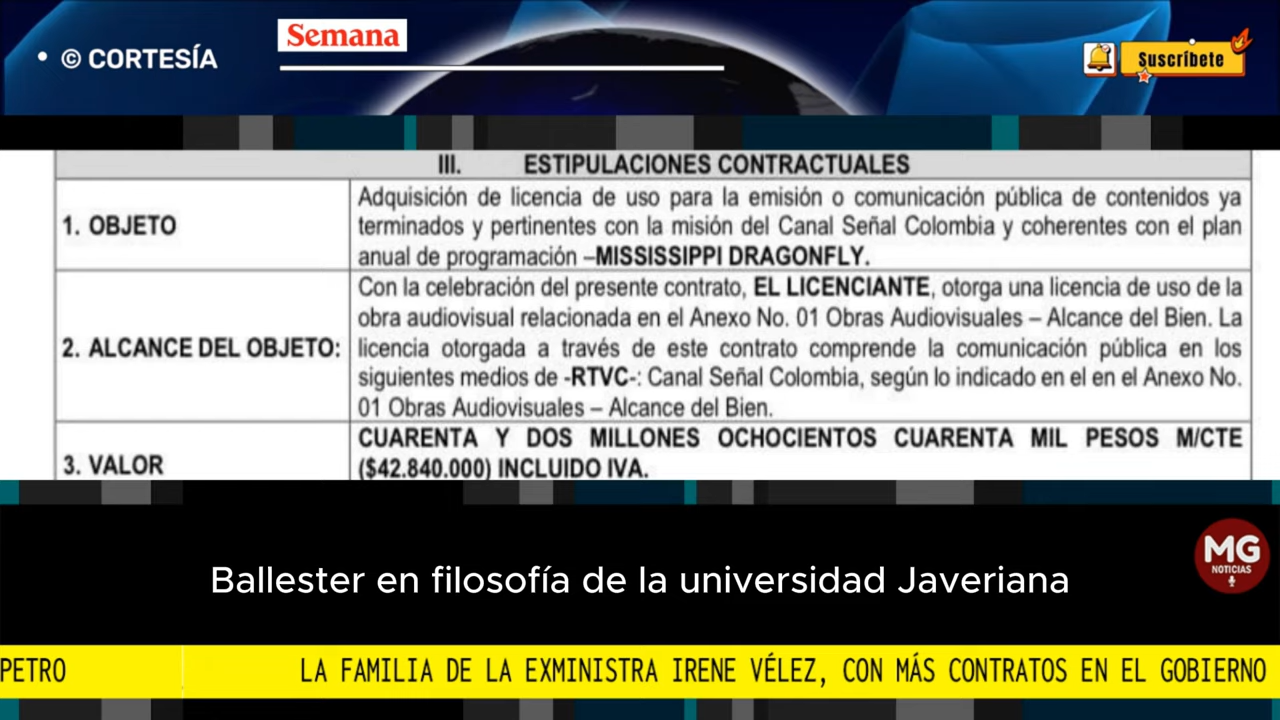 • © CORTESÍA
Semana
Suscríbete
III. ESTIPULACIONES CONTRACTUALES
1. OBJETO
Adquisición de licencia de uso para la emisión o comunicación pública de contenidos ya
terminados y pertinentes con la misión del Canal Señal Colombia y coherentes con el plan
anual de programación –MISSISSIPPI DRAGONFLY.
2. ALCANCE DEL OBJETO:
Con la celebración del presente contrato, EL LICENCIANTE, otorga una licencia de uso de la
obra audiovisual relacionada en el Anexo No. 01 Obras Audiovisuales – Alcance del Bien. La
licencia otorgada a través de este contrato comprende la comunicación pública en los
siguientes medios de -RTVC-: Canal Señal Colombia, según lo indicado en el en el Anexo No.
01 Obras Audiovisuales – Alcance del Bien.
3. VALOR
CUARENTA Y DOS MILLONES OCHOCIENTOS CUARENTA MIL PESOS M/CTE
($42.840.000) INCLUIDO IVA.
Ballester en filosofía de la universidad Javeriana
MG
NOTICIAS
PETRO
LA FAMILIA DE LA EXMINISTRA IRENE VÉLEZ, CON MÁS CONTRATOS EN EL GOBIERNO